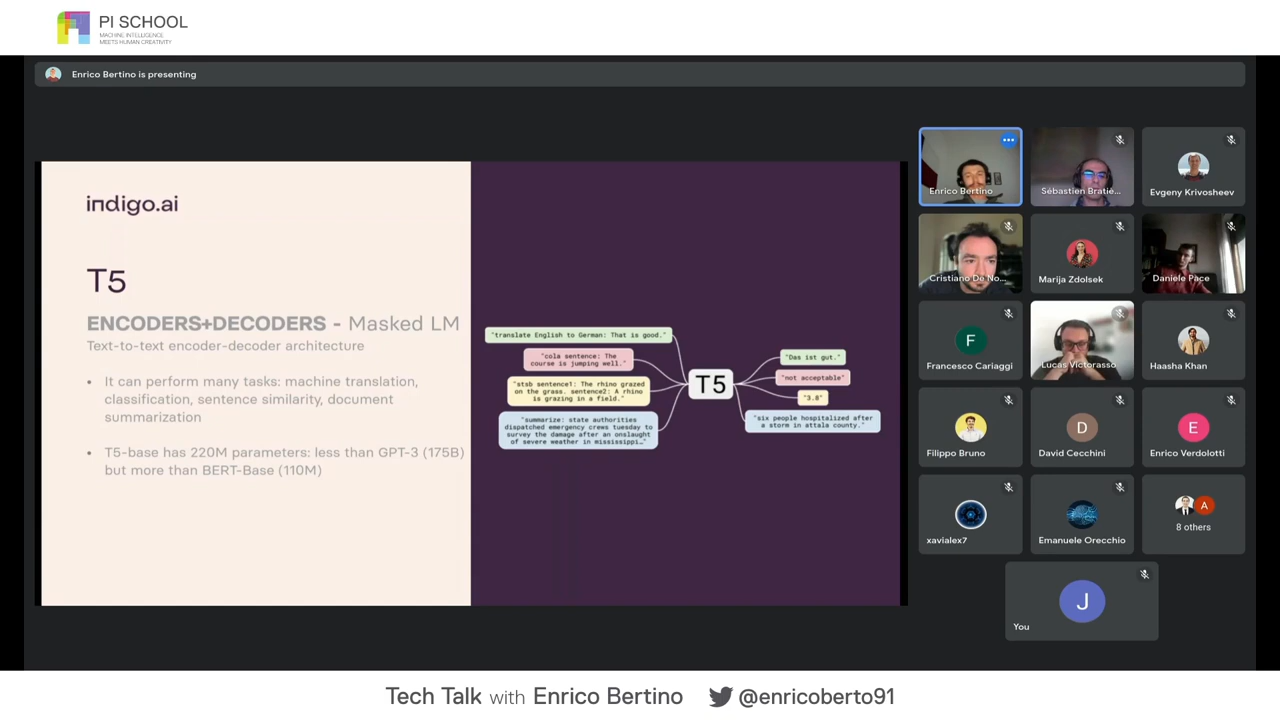 PI SCHOOL
MACHINE INTELLIGENCE
MEETS HUMAN CREATIVITY
Enrico Bertino is presenting
indigo.ai
T5
ENCODERS+DECODERS - Masked LM
Text-to-text encoder-decoder architecture
• It can perform many tasks: machine translation,
classification, sentence similarity, document
summarization
• T5-base has 220M parameters: less than GPT-3 (175B)
but more than BERT-Base (110M)
"translate English to German: That is good."
"cola sentence: The
course is jumping well."
"stsb sentence1: The rhino grazed
on the grass. sentence2: A rhino
is grazing in a field."
"summarize: state authorities
dispatched emergency crews tuesday to
survey the damage after an onslaught
of severe weather in mississippi…"
T5
"Das ist gut."
"not acceptable"
"3.8"
"six people hospitalized after
a storm in attala county."
Enrico Bertino
Sébastien Bratiè...
Evgeny Krivosheev
Cristiano De No...
Marija Zdolsek
Daniele Pace
F
Francesco Cariaggi
Lucas Victorasso
Haasha Khan
Filippo Bruno
D
David Cecchini
E
Enrico Verdolotti
xavialex7
Emanuele Orecchio
A
8 others
J
You
Tech Talk with Enrico Bertino @enricoberto91